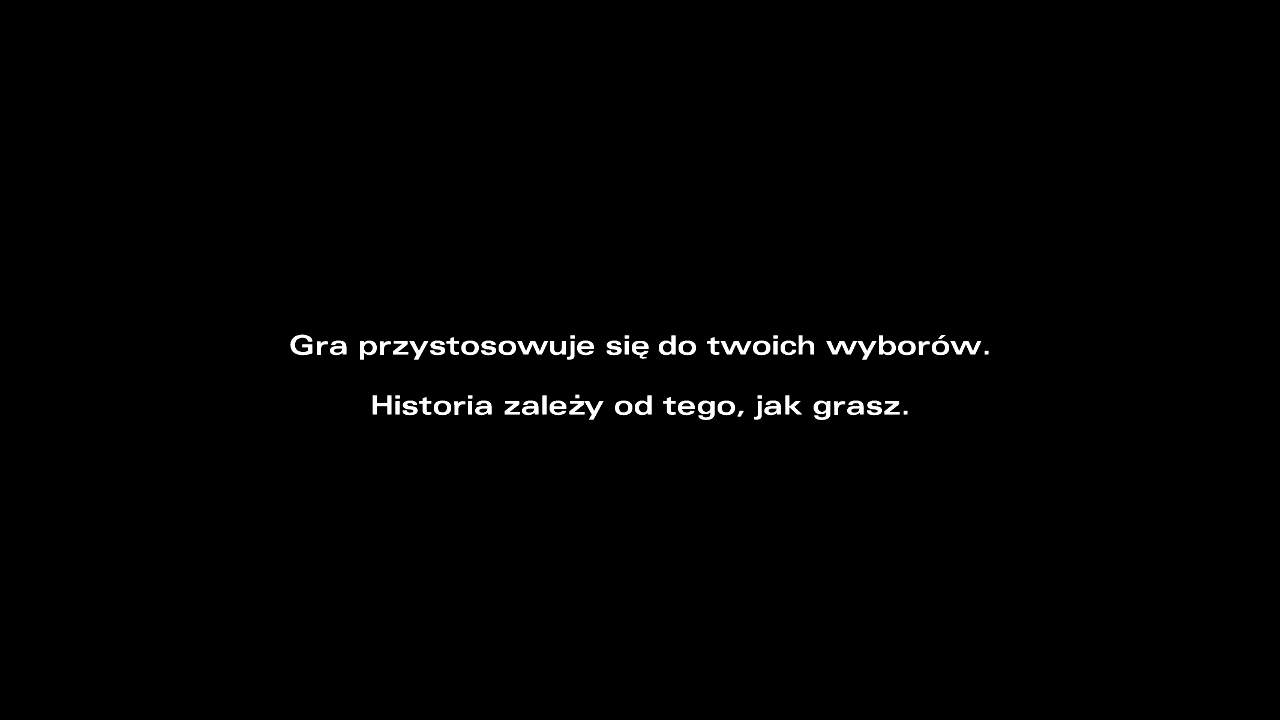 Gra przystosowuje się do twoich wyborów.
Historia zależy od tego, jak grasz.